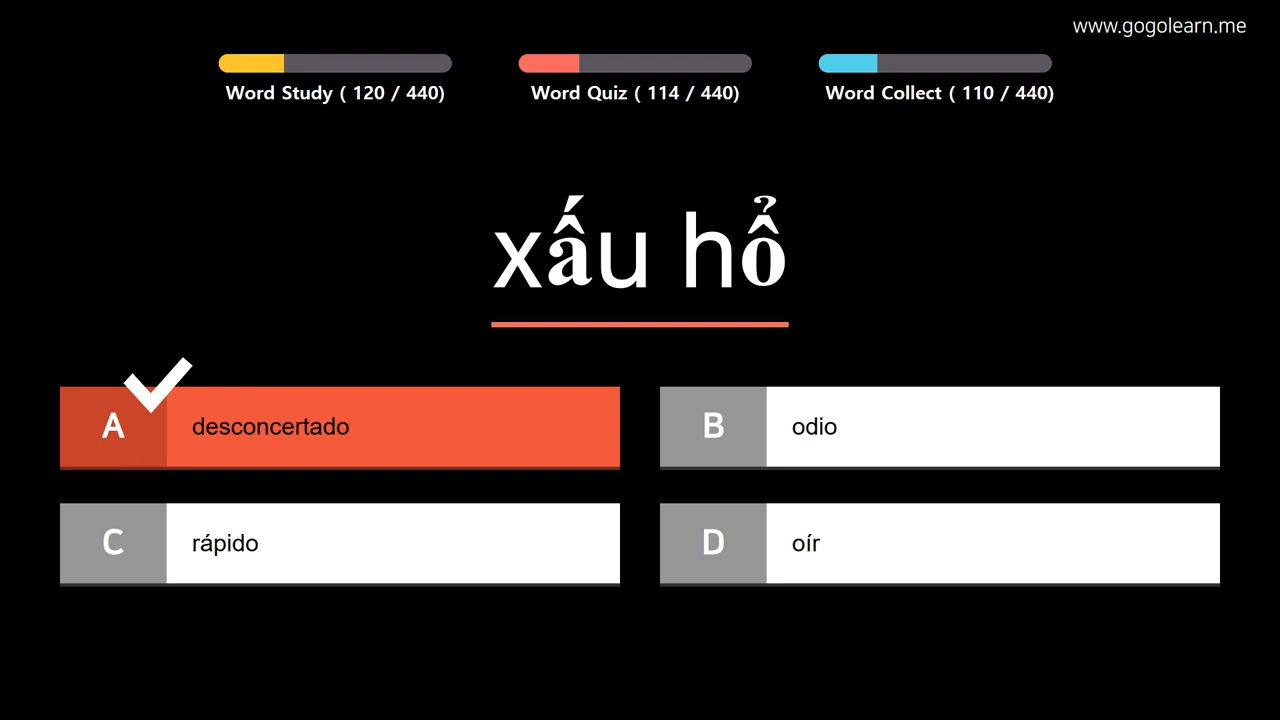 www.gogolearn.me
Word Study ( 120 / 440)
Word Quiz ( 114 / 440)
Word Collect ( 110 / 440)
xấu hổ
A desconcertado
B odio
C rápido
D oír